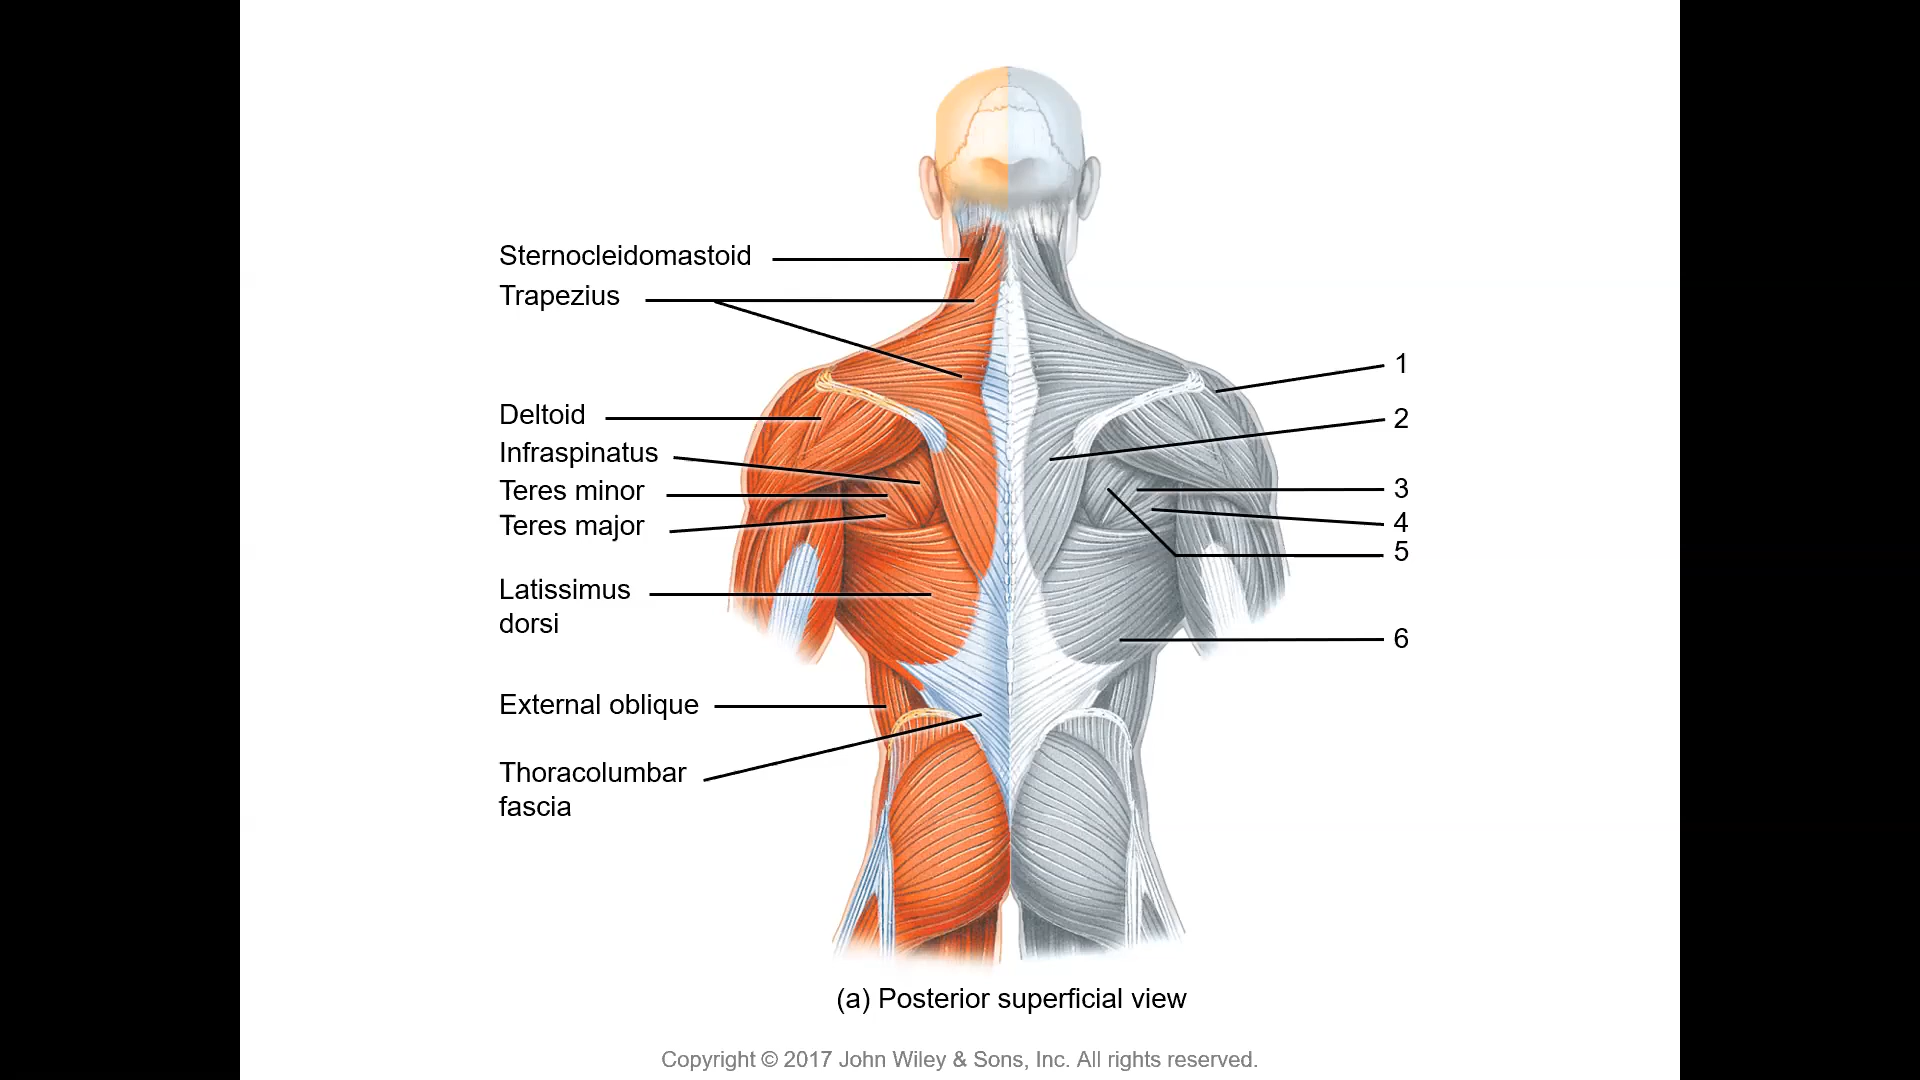 Sternocleidomastoid
Trapezius
Deltoid
Infraspinatus
Teres minor
Teres major
Latissimus
dorsi
External oblique
Thoracolumbar
fascia
1
2
3
4
5
6
(a) Posterior superficial view
Copyright © 2017 John Wiley & Sons, Inc. All rights reserved.